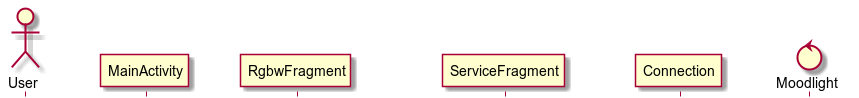 User
MainActivity
RgbwFragment
ServiceFragment
Connection
Moodlight